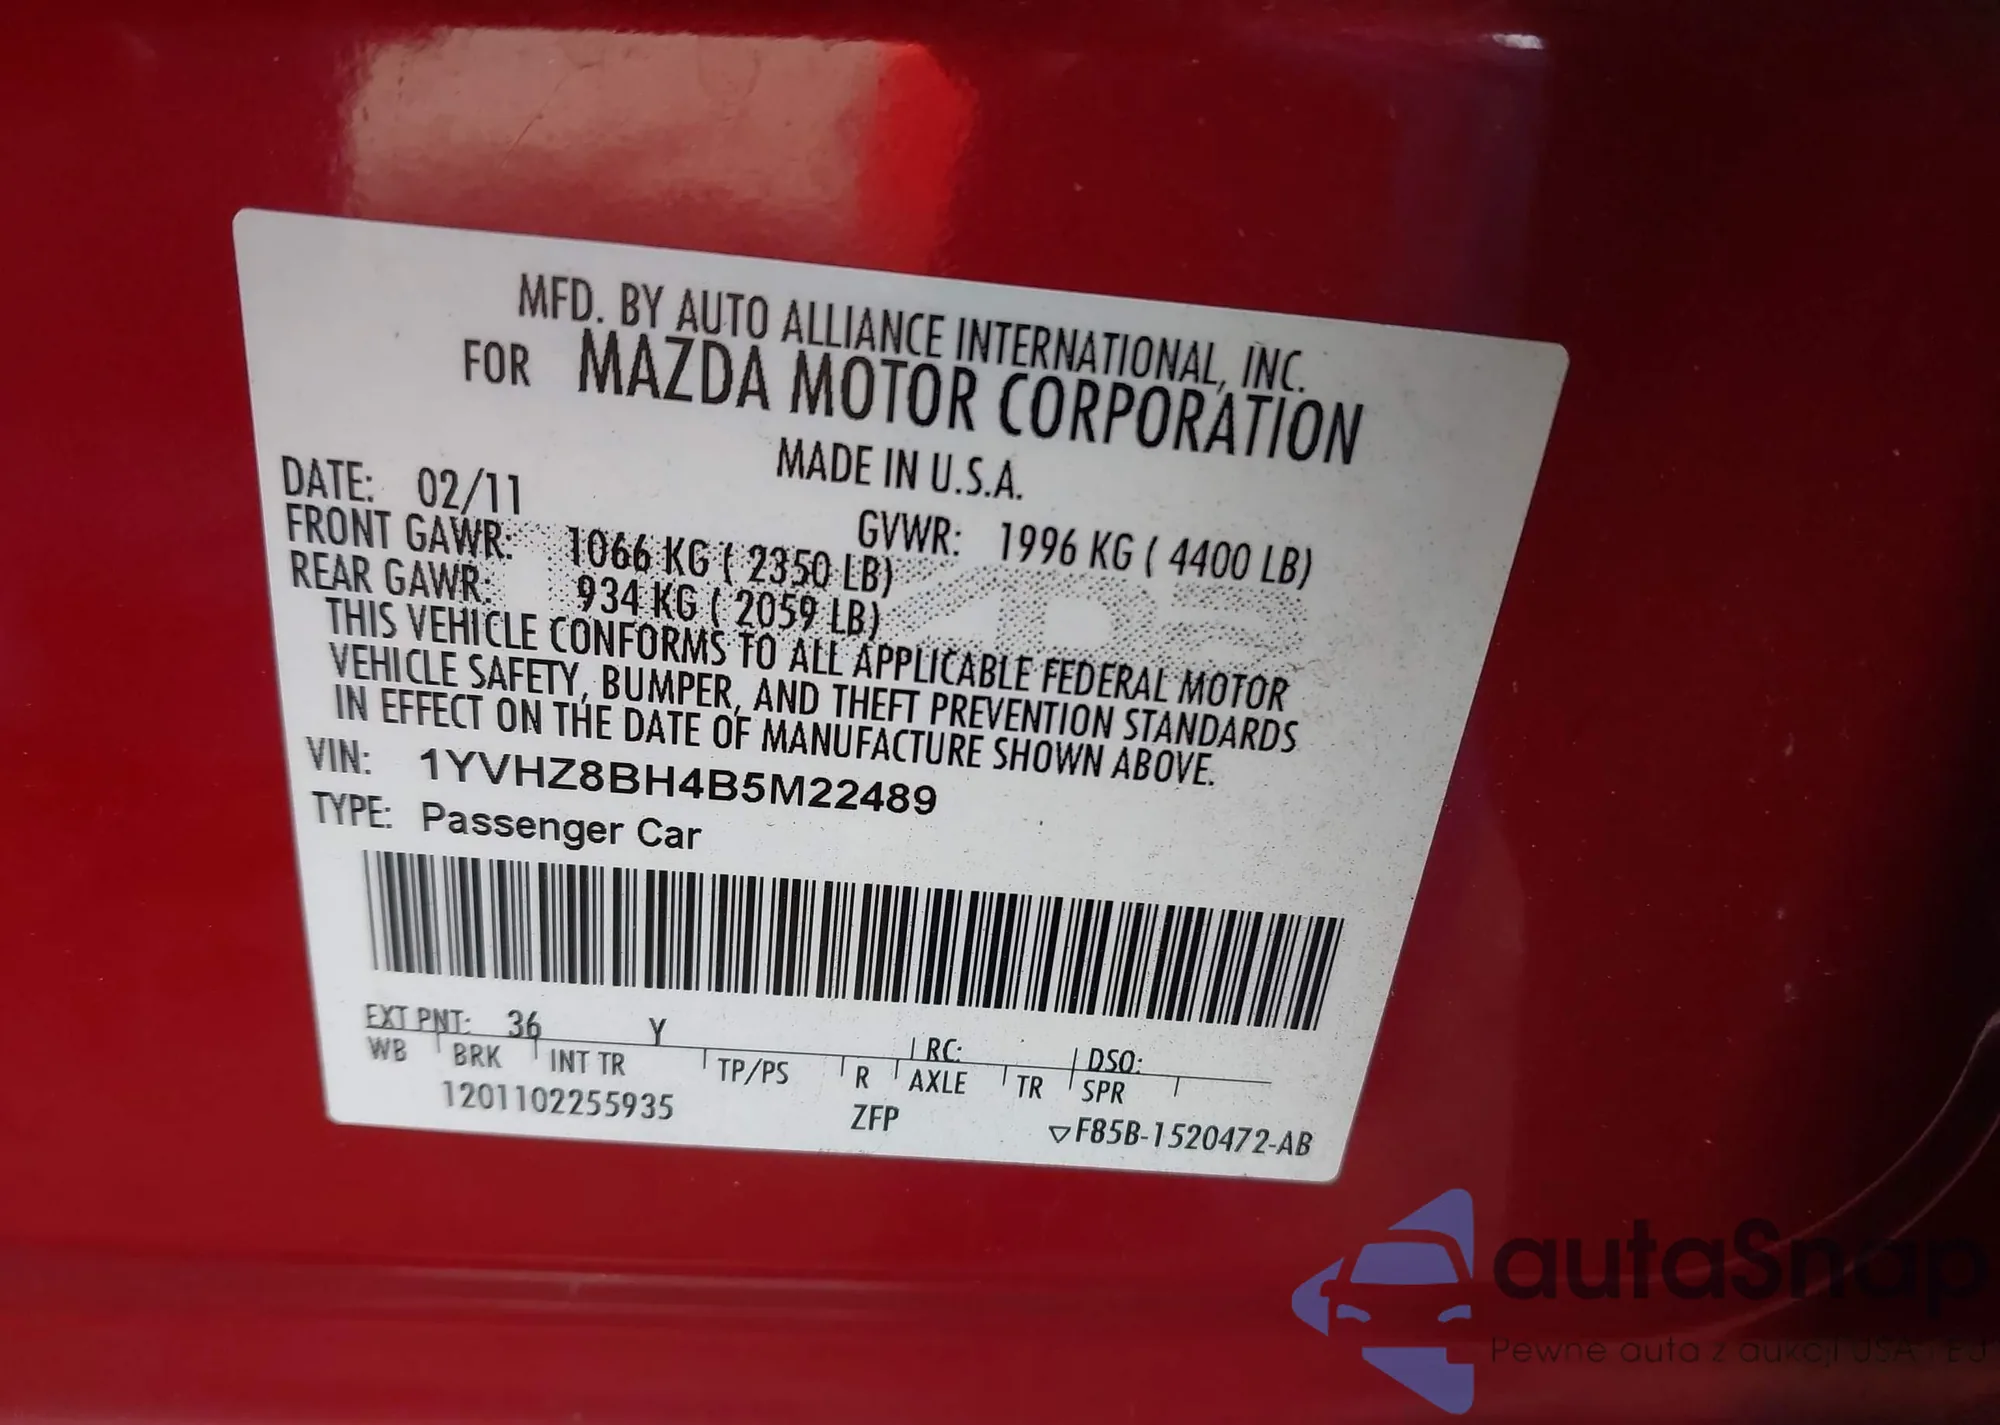 MFD. BY AUTO ALLIANCE INTERNATIONAL, INC.
FOR MAZDA MOTOR CORPORATION
MADE IN U.S.A.
DATE: 02/11
GVWR: 1996 KG ( 4400 LB)
FRONT GAWR: 1066 KG ( 2350 LB)
REAR GAWR: 934 KG ( 2059 LB)
THIS VEHICLE CONFORMS TO ALL APPLICABLE FEDERAL MOTOR
VEHICLE SAFETY, BUMPER, AND THEFT PREVENTION STANDARDS
IN EFFECT ON THE DATE OF MANUFACTURE SHOWN ABOVE.
VIN: 1YVHZ8BH4B5M22489
TYPE: Passenger Car
EXT PNT: 36 Y RC: DSO:
WB BRK INT TR TP/PS R AXLE TR SPR
1201102255935 ZFP ▽F85B-1520472-AB
autaSnap
Pewne auta z aukcji USA i EU